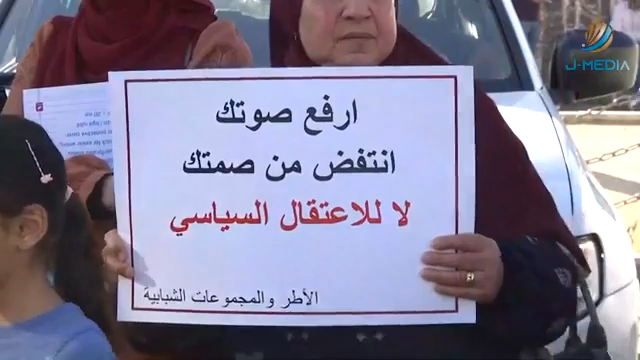 J-MEDIA
ارفع صوتك
انتفض من صمتك
لا للاعتقال السياسي
الأطر والمجموعات الشبابية